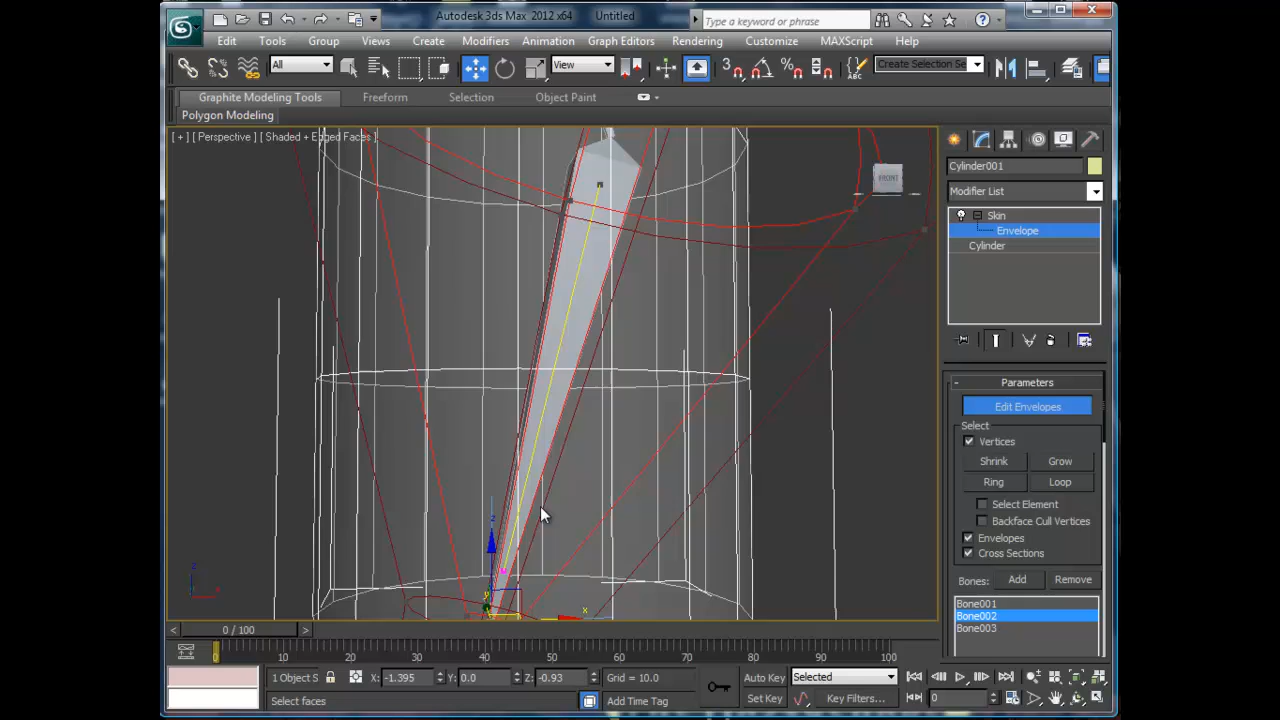 Autodesk 3ds Max 2012 x64 Untitled
Type a keyword or phrase
Edit Tools Group Views Create Modifiers Animation Graph Editors Rendering Customize MAXScript Help
All View Create Selection Se
Graphite Modeling Tools Freeform Selection Object Paint
Polygon Modeling
[ + ] [ Perspective ] [ Shaded + Edged Faces ]
FRONT
Cylinder001
Modifier List
Skin
Envelope
Cylinder
Parameters
Edit Envelopes
Select
Vertices
Shrink Grow
Ring Loop
Select Element
Backface Cull Vertices
Envelopes
Cross Sections
Bones: Add Remove
Bone001
Bone002
Bone003
z
y
x
z
x
< 0 / 100 >
0 10 20 30 40 50 60 70 80 90 100
1 Object S X: -1.395 Y: 0.0 Z: -0.93 Grid = 10.0 Auto Key Selected
Select faces Add Time Tag Set Key Key Filters... 0